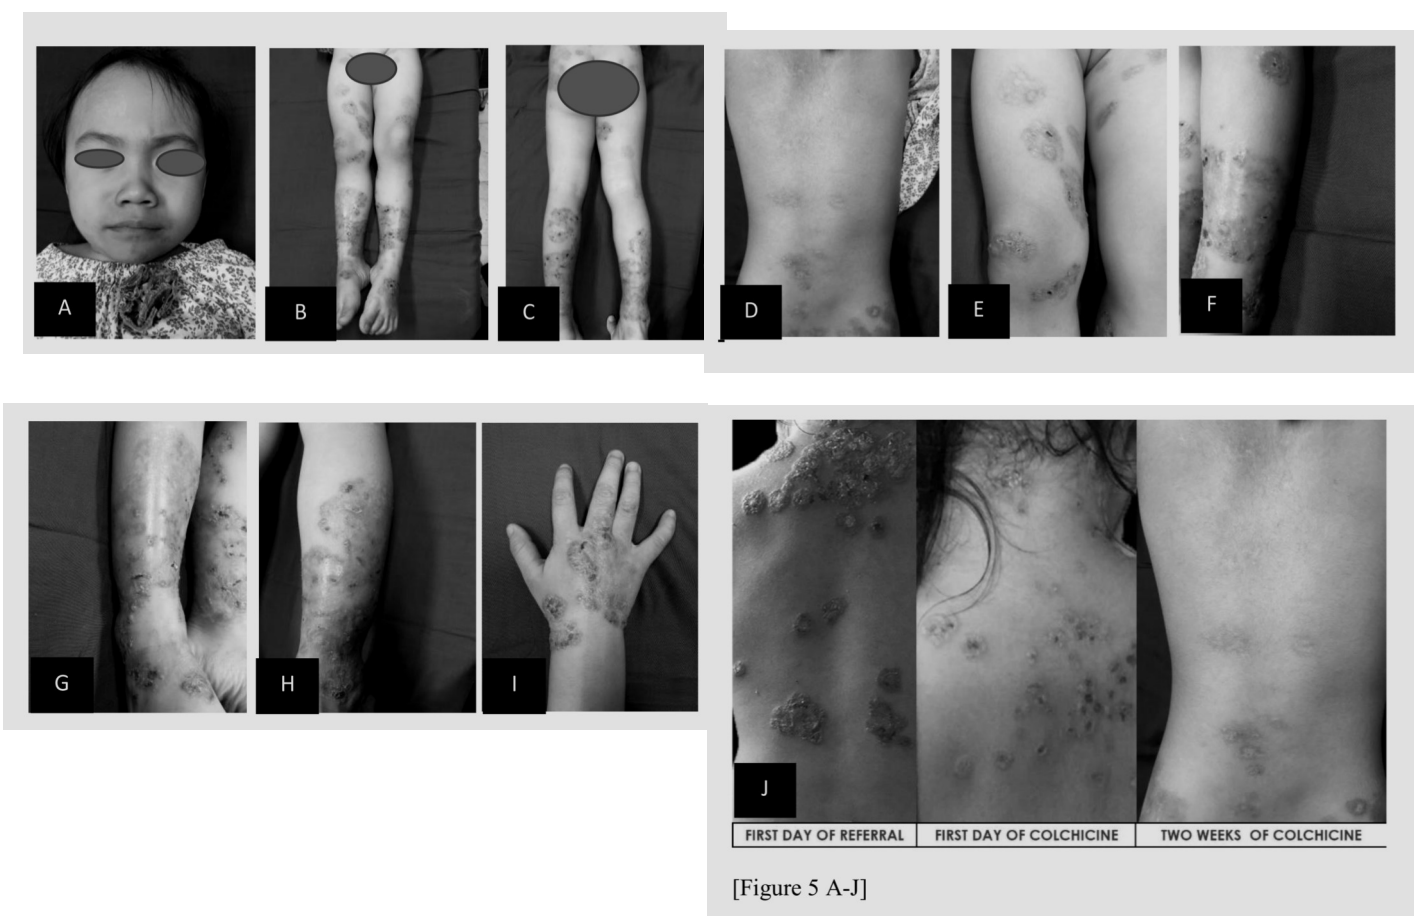 A
B
C
D
E
F
G
H
I
J
FIRST DAY OF REFERRAL
FIRST DAY OF COLCHICINE
TWO WEEKS OF COLCHICINE
[Figure 5 A-J]